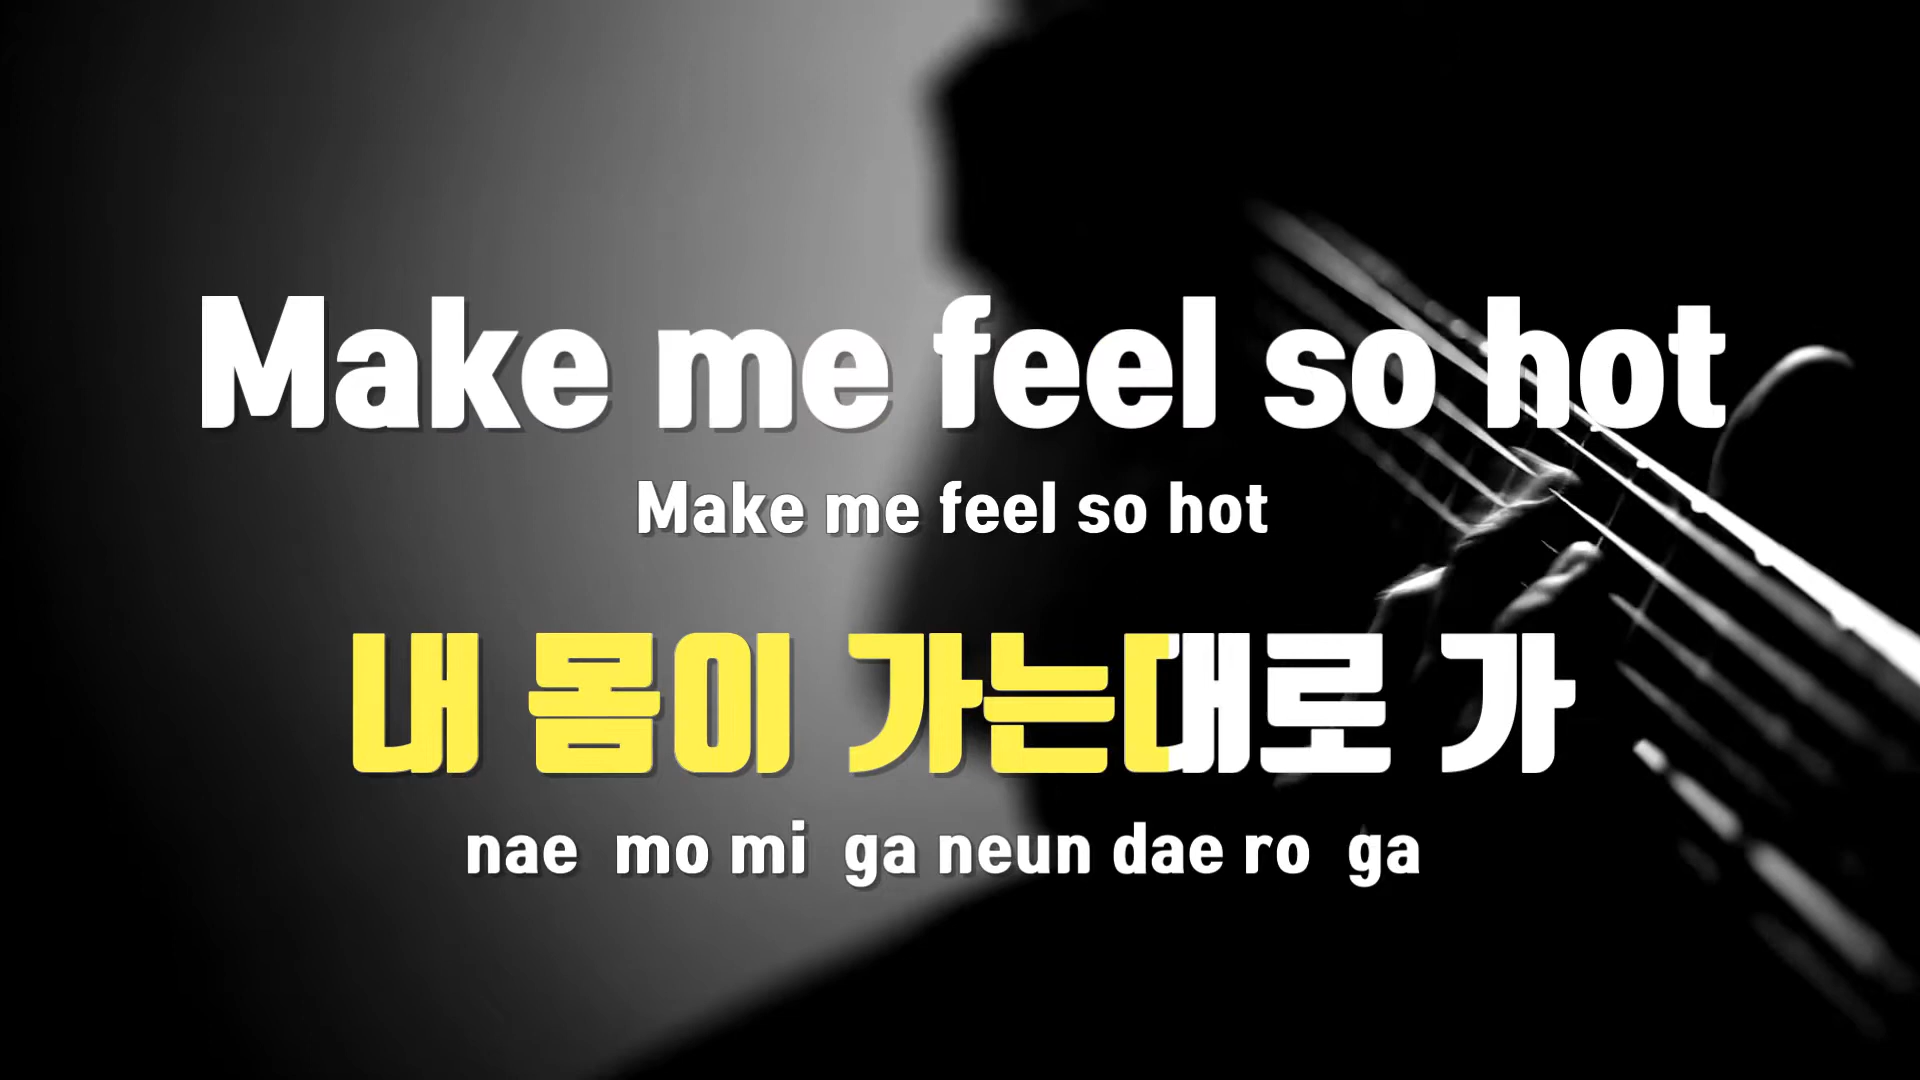 Make me feel so hot
Make me feel so hot
내 몸이 가는대로 가
nae mo mi ga neun dae ro ga